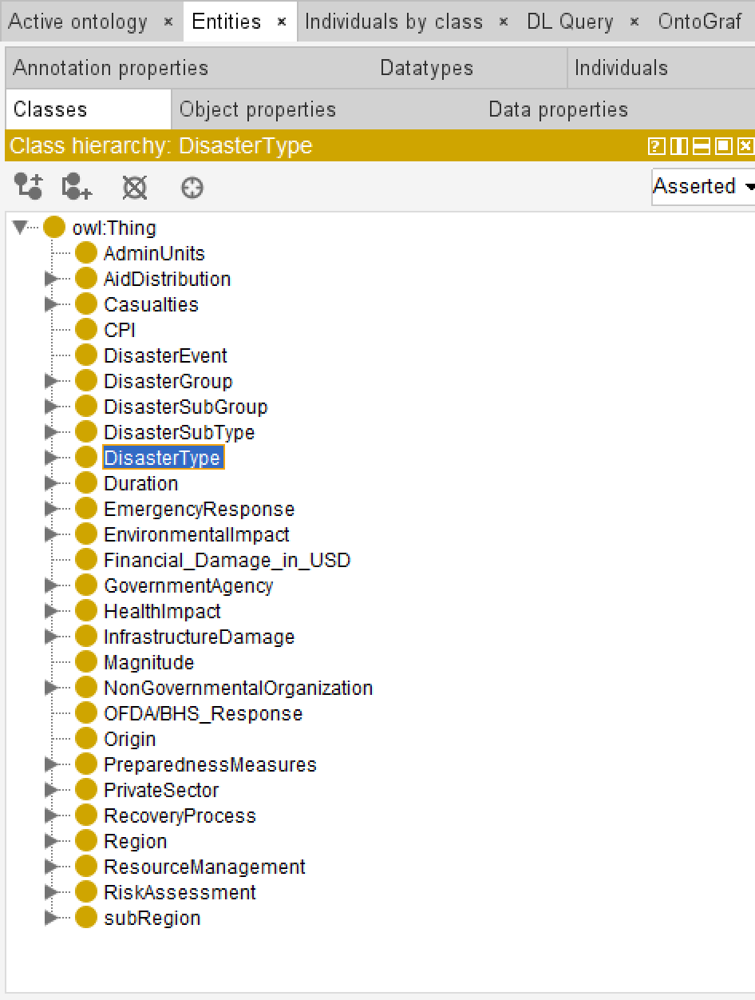 Active ontology × Entities × Individuals by class × DL Query × OntoGraf
Annotation properties Datatypes Individuals
Classes Object properties Data properties
Class hierarchy: DisasterType
Asserted
owl:Thing
AdminUnits
AidDistribution
Casualties
CPI
DisasterEvent
DisasterGroup
DisasterSubGroup
DisasterSubType
DisasterType
Duration
EmergencyResponse
EnvironmentalImpact
Financial_Damage_in_USD
GovernmentAgency
HealthImpact
InfrastructureDamage
Magnitude
NonGovernmentalOrganization
OFDA/BHS_Response
Origin
PreparednessMeasures
PrivateSector
RecoveryProcess
Region
ResourceManagement
RiskAssessment
subRegion